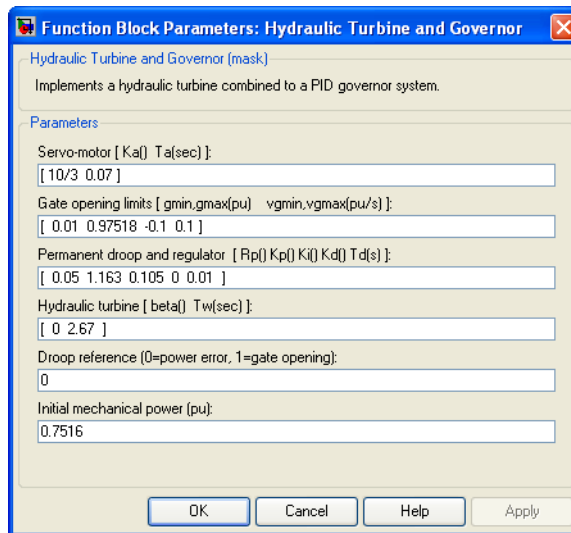 Function Block Parameters: Hydraulic Turbine and Governor
Hydraulic Turbine and Governor (mask)
Implements a hydraulic turbine combined to a PID governor system.
Parameters
Servo-motor [ Ka() Ta(sec) ]:
[ 10/3 0.07 ]
Gate opening limits [ gmin,gmax(pu) vgmin,vgmax(pu/s) ]:
[ 0.01 0.97518 -0.1 0.1 ]
Permanent droop and regulator [ Rp() Kp() Ki() Kd() Td(s) ]:
[ 0.05 1.163 0.105 0 0.01 ]
Hydraulic turbine [ beta() Tw(sec) ]:
[ 0 2.67 ]
Droop reference (0=power error, 1=gate opening):
0
Initial mechanical power (pu):
0.7516
OK Cancel Help Apply